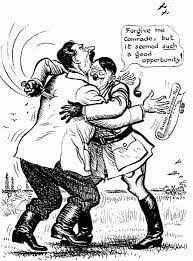 Forgive me
Comrade, but
it seemed such
a good
opportunity!